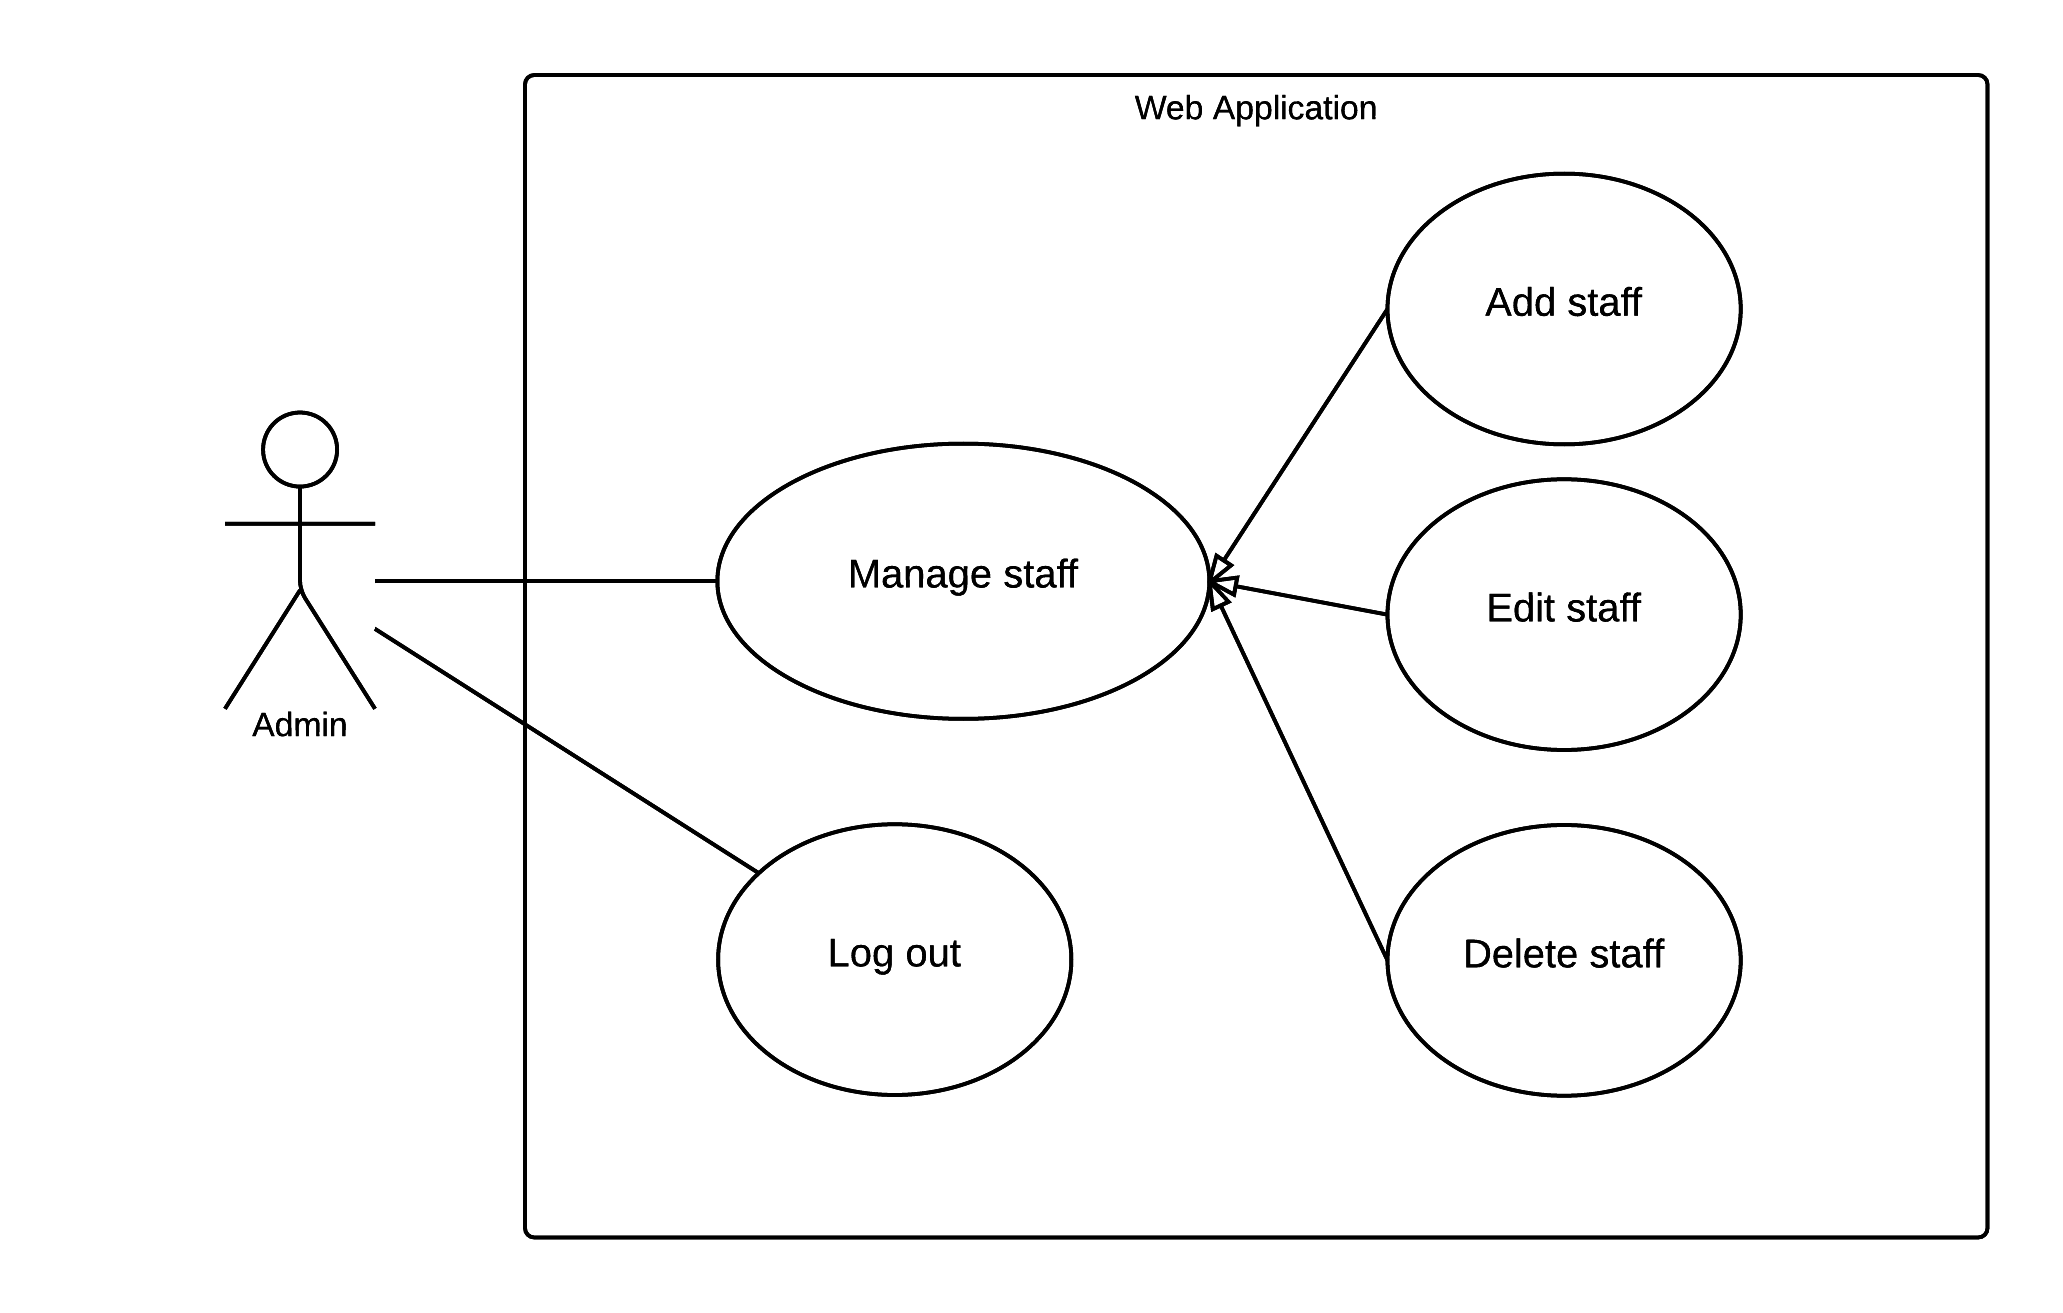 Web Application
Add staff
Manage staff
Edit staff
Admin
Log out
Delete staff